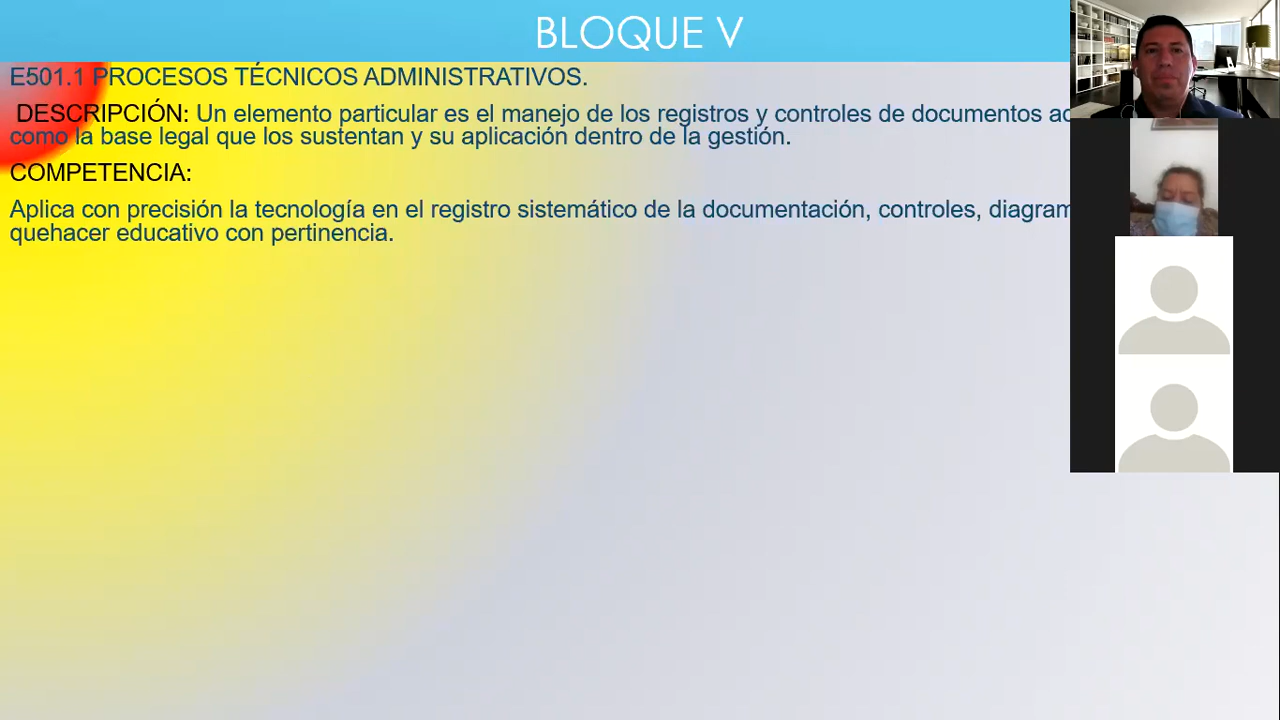 BLOQUE V
E501.1 PROCESOS TÉCNICOS ADMINISTRATIVOS.
DESCRIPCIÓN: Un elemento particular es el manejo de los registros y controles de documentos
como la base legal que los sustentan y su aplicación dentro de la gestión.
COMPETENCIA:
Aplica con precisión la tecnología en el registro sistemático de la documentación, controles,
quehacer educativo con pertinencia.